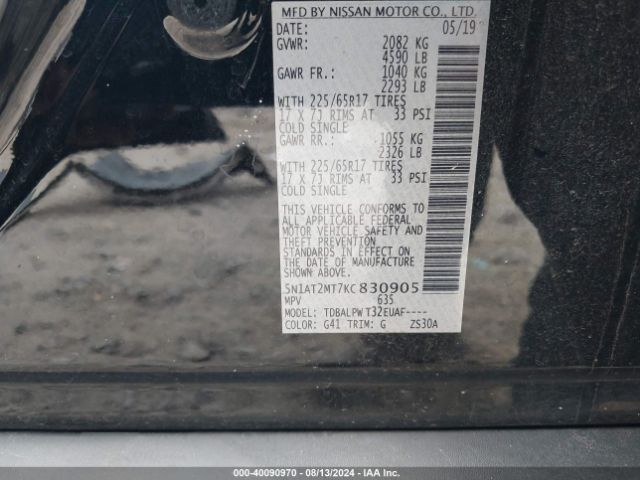 MFD BY NISSAN MOTOR CO., LTD.
DATE: 05/19
GVWR: 2082 KG
4590 LB
GAWR FR.: 1040 KG
2293 LB
WITH 225/65R17 TIRES
17 X 7J RIMS AT 33 PSI
COLD SINGLE
GAWR RR.: 1055 KG
2326 LB
WITH 225/65R17 TIRES
17 X 7J RIMS AT 33 PSI
COLD SINGLE
THIS VEHICLE CONFORMS TO
ALL APPLICABLE FEDERAL
MOTOR VEHICLE SAFETY AND
THEFT PREVENTION
STANDARDS IN EFFECT ON
THE DATE OF MANUFACTURE
SHOWN ABOVE.
5N1AT2MT7KC830905
MPV 635
MODEL: TDBALPWT32EUAF----
COLOR: G41 TRIM: G ZS30A
000-40090970 - 08/13/2024 - IAA Inc.